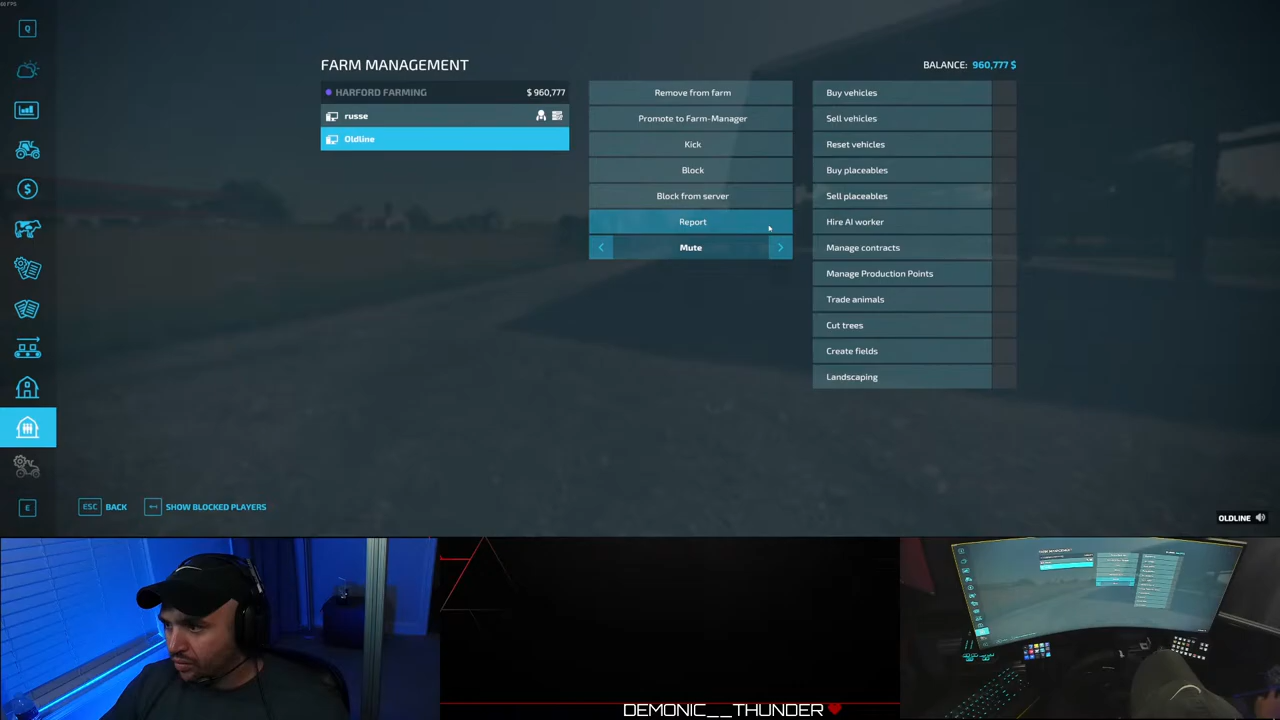 FPS
Q
FARM MANAGEMENT
BALANCE: 960,777 $
HARFORD FARMING $ 960,777
russe
Oldline
Remove from farm
Promote to Farm-Manager
Kick
Block
Block from server
Report
Mute
Buy vehicles
Sell vehicles
Reset vehicles
Buy placeables
Sell placeables
Hire AI worker
Manage contracts
Manage Production Points
Trade animals
Cut trees
Create fields
Landscaping
E
ESC BACK SHOW BLOCKED PLAYERS
OLDLINE
FARM MANAGEMENT
DEMONIC__THUNDER